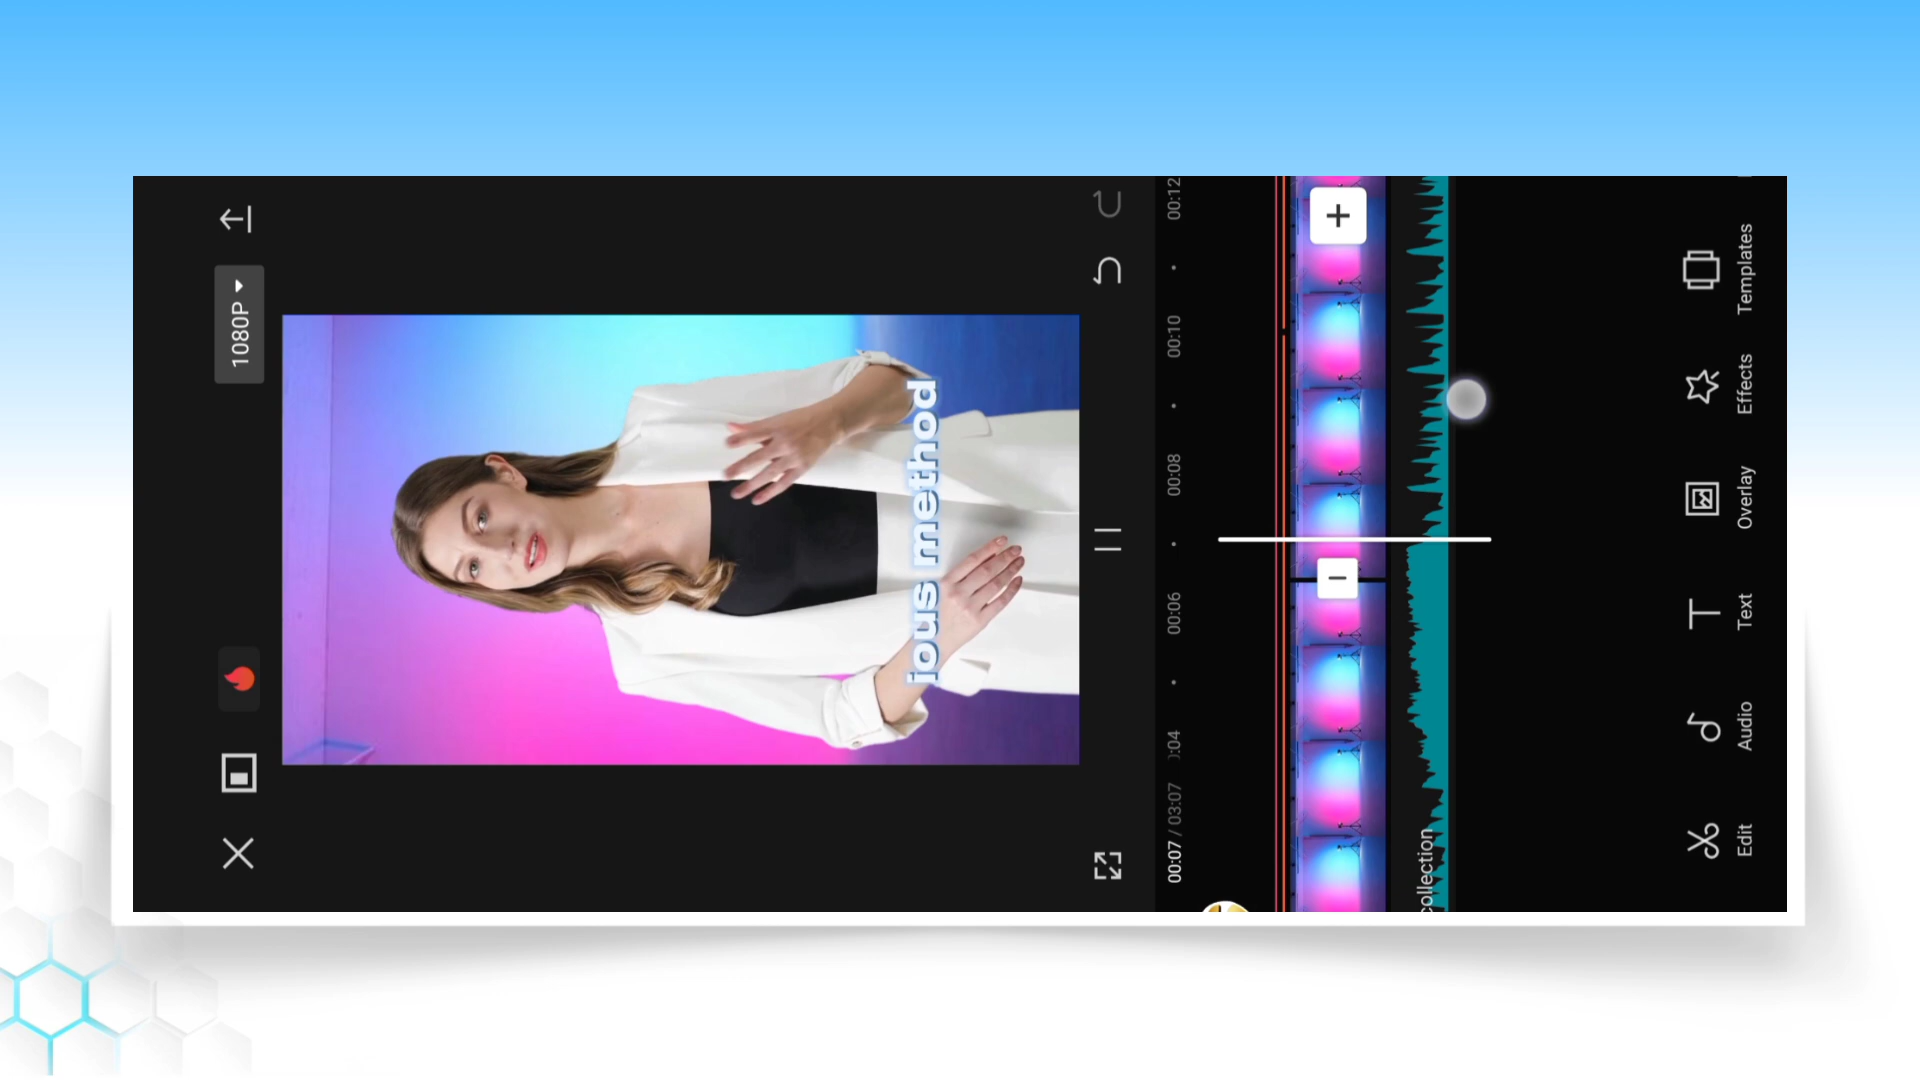 1080P
ious method
00:07 / 03:07
:04
00:06
00:08
00:10
00:12
collection
Edit
Audio
Text
Overlay
Effects
Templates